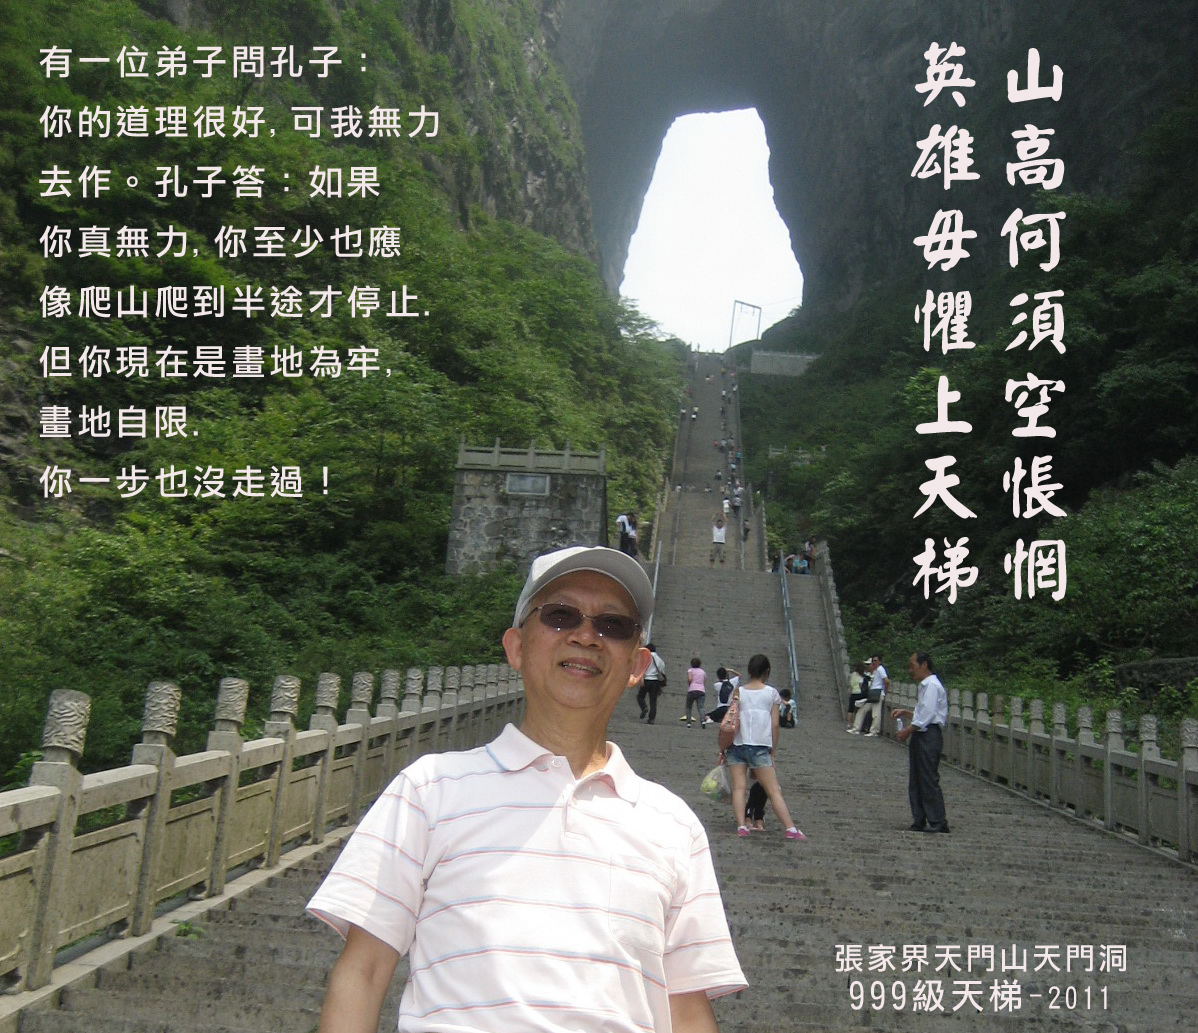 有一位弟子問孔子：
你的道理很好, 可我無力
去作。孔子答：如果
你真無力, 你至少也應
像爬山爬到半途才停止.
但你現在是畫地為牢,
畫地自限.
你一步也沒走過！
山高何須空悵惘
英雄毋懼上天梯
張家界天門山天門洞
999級天梯-2011